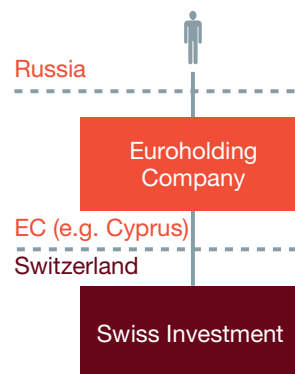 Russia
Euroholding
Company
EC (e.g. Cyprus)
Switzerland
Swiss Investment